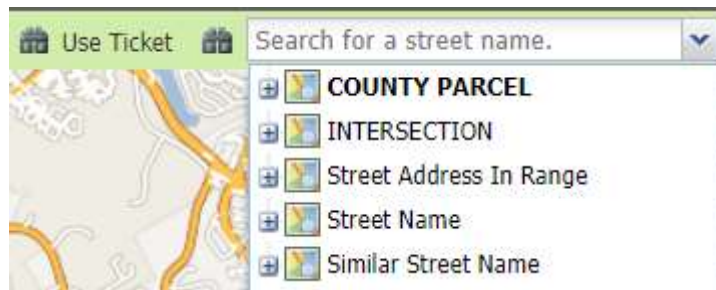 Use Ticket Search for a street name.
COUNTY PARCEL
INTERSECTION
Street Address In Range
Street Name
Similar Street Name